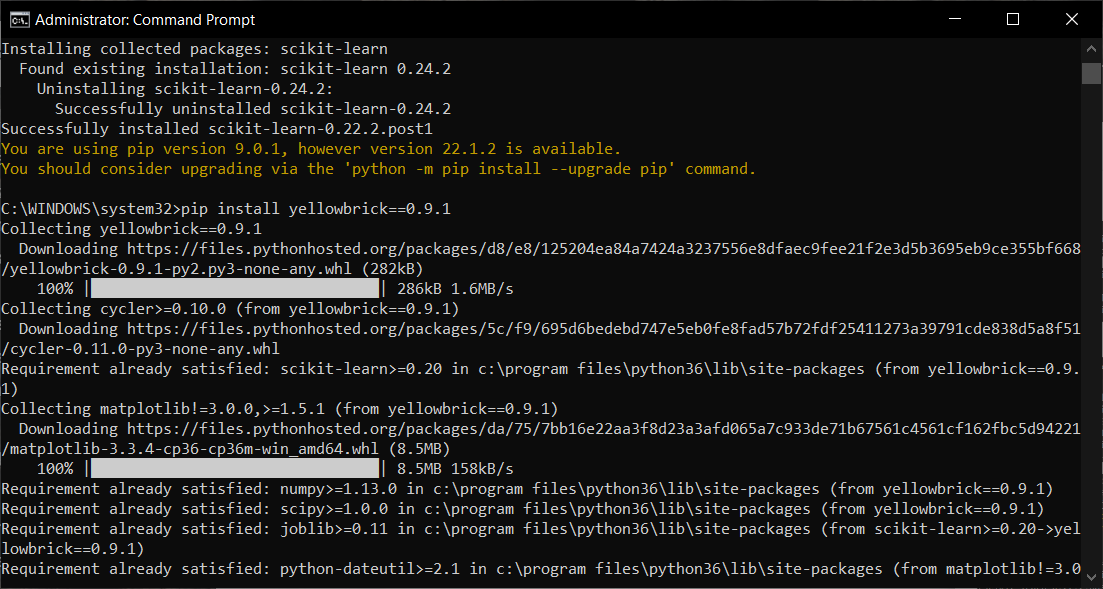 Administrator: Command Prompt
Installing collected packages: scikit-learn
  Found existing installation: scikit-learn 0.24.2
    Uninstalling scikit-learn-0.24.2:
      Successfully uninstalled scikit-learn-0.24.2
Successfully installed scikit-learn-0.22.2.post1
You are using pip version 9.0.1, however version 22.1.2 is available.
You should consider upgrading via the 'python -m pip install --upgrade pip' command.
C:\WINDOWS\system32>pip install yellowbrick==0.9.1
Collecting yellowbrick==0.9.1
  Downloading https://files.pythonhosted.org/packages/d8/e8/125204ea84a7424a3237556e8dfaec9fee21f2e3d5b3695eb9ce355bf668
/yellowbrick-0.9.1-py2.py3-none-any.whl (282kB)
    100% |████████████████████████████████| 286kB 1.6MB/s
Collecting cycler>=0.10.0 (from yellowbrick==0.9.1)
  Downloading https://files.pythonhosted.org/packages/5c/f9/695d6bedebd747e5eb0fe8fad57b72fdf25411273a39791cde838d5a8f51
/cycler-0.11.0-py3-none-any.whl
Requirement already satisfied: scikit-learn>=0.20 in c:\program files\python36\lib\site-packages (from yellowbrick==0.9.
1)
Collecting matplotlib!=3.0.0,>=1.5.1 (from yellowbrick==0.9.1)
  Downloading https://files.pythonhosted.org/packages/da/75/7bb16e22aa3f8d23a3afd065a7c933de71b67561c4561cf162fbc5d94221
/matplotlib-3.3.4-cp36-cp36m-win_amd64.whl (8.5MB)
    100% |████████████████████████████████| 8.5MB 158kB/s
Requirement already satisfied: numpy>=1.13.0 in c:\program files\python36\lib\site-packages (from yellowbrick==0.9.1)
Requirement already satisfied: scipy>=1.0.0 in c:\program files\python36\lib\site-packages (from yellowbrick==0.9.1)
Requirement already satisfied: joblib>=0.11 in c:\program files\python36\lib\site-packages (from scikit-learn>=0.20->yel
lowbrick==0.9.1)
Requirement already satisfied: python-dateutil>=2.1 in c:\program files\python36\lib\site-packages (from matplotlib!=3.0